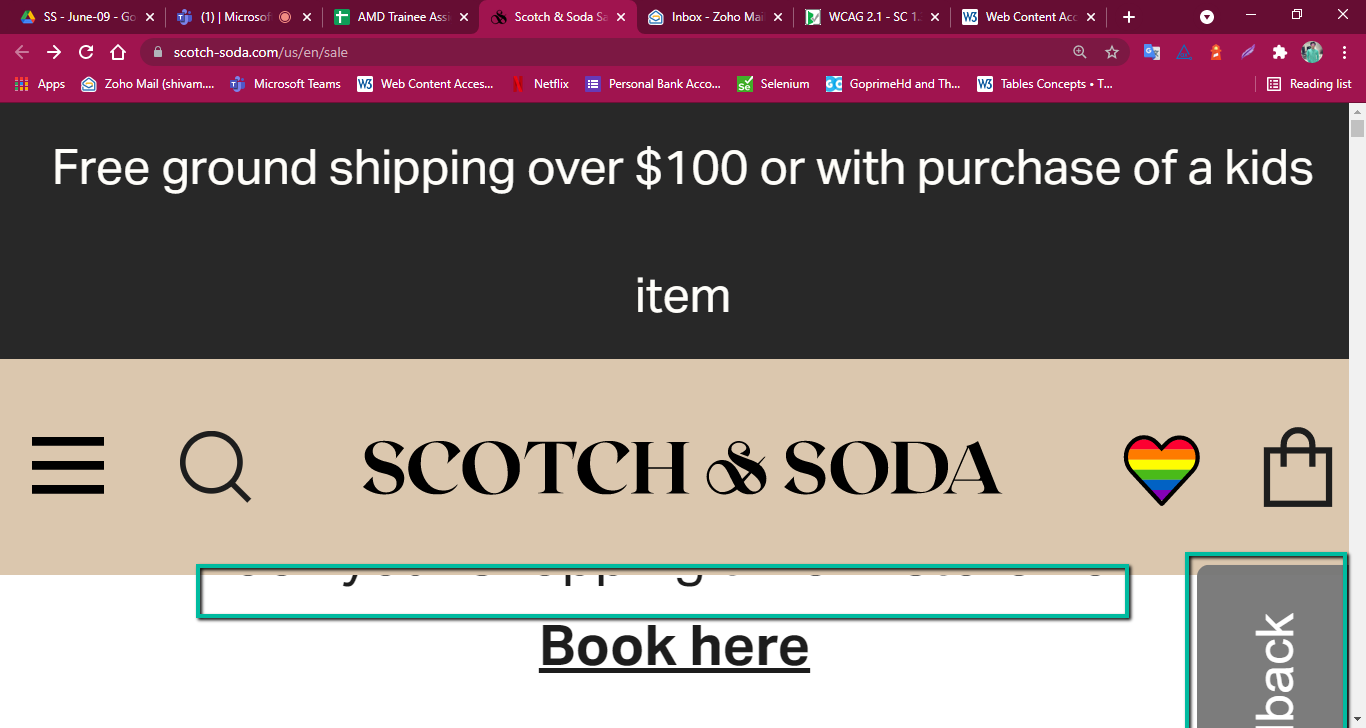 SS - June-09 - Go
(1) | Microsof
AMD Trainee Assi
Scotch & Soda Sa
Inbox - Zoho Mai
WCAG 2.1 - SC 1.
Web Content Acc
scotch-soda.com/us/en/sale
Apps
Zoho Mail (shivam....
Microsoft Teams
Web Content Acces...
Netflix
Personal Bank Acco...
Selenium
GoprimeHd and Th...
Tables Concepts • T...
Reading list
Free ground shipping over $100 or with purchase of a kids
item
SCOTCH & SODA
Book here
back